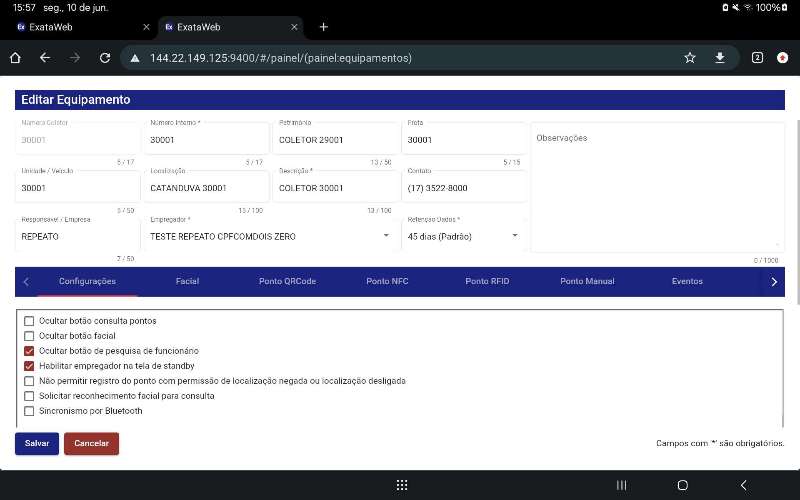 15:57 seg., 10 de jun. 100%
ExataWeb
ExataWeb
144.22.149.125:9400/#/painel/(painel:equipamentos)
2
Editar Equipamento
Número Coletor
30001
5 / 17
Número Interno *
30001
5 / 17
Patrimônio
COLETOR 29001
13 / 50
Frota
30001
5 / 15
Observações
0 / 1000
Unidade / Veículo
30001
5 / 50
Localização
CATANDUVA 30001
15 / 100
Descrição *
COLETOR 30001
13 / 100
Contato
(17) 3522-8000
Responsável / Empresa
REPEATO
7 / 50
Empregador *
TESTE REPEATO CPFCOMDOIS ZERO
Retenção Dados *
45 dias (Padrão)
Configurações Facial Ponto QRCode Ponto NFC Ponto RFID Ponto Manual Eventos
Ocultar botão consulta pontos
Ocultar botão facial
Ocultar botão de pesquisa de funcionário
Habilitar empregador na tela de standby
Não permitir registro do ponto com permissão de localização negada ou localização desligada
Solicitar reconhecimento facial para consulta
Sincronismo por Bluetooth
Salvar Cancelar
Campos com '*' são obrigatórios.